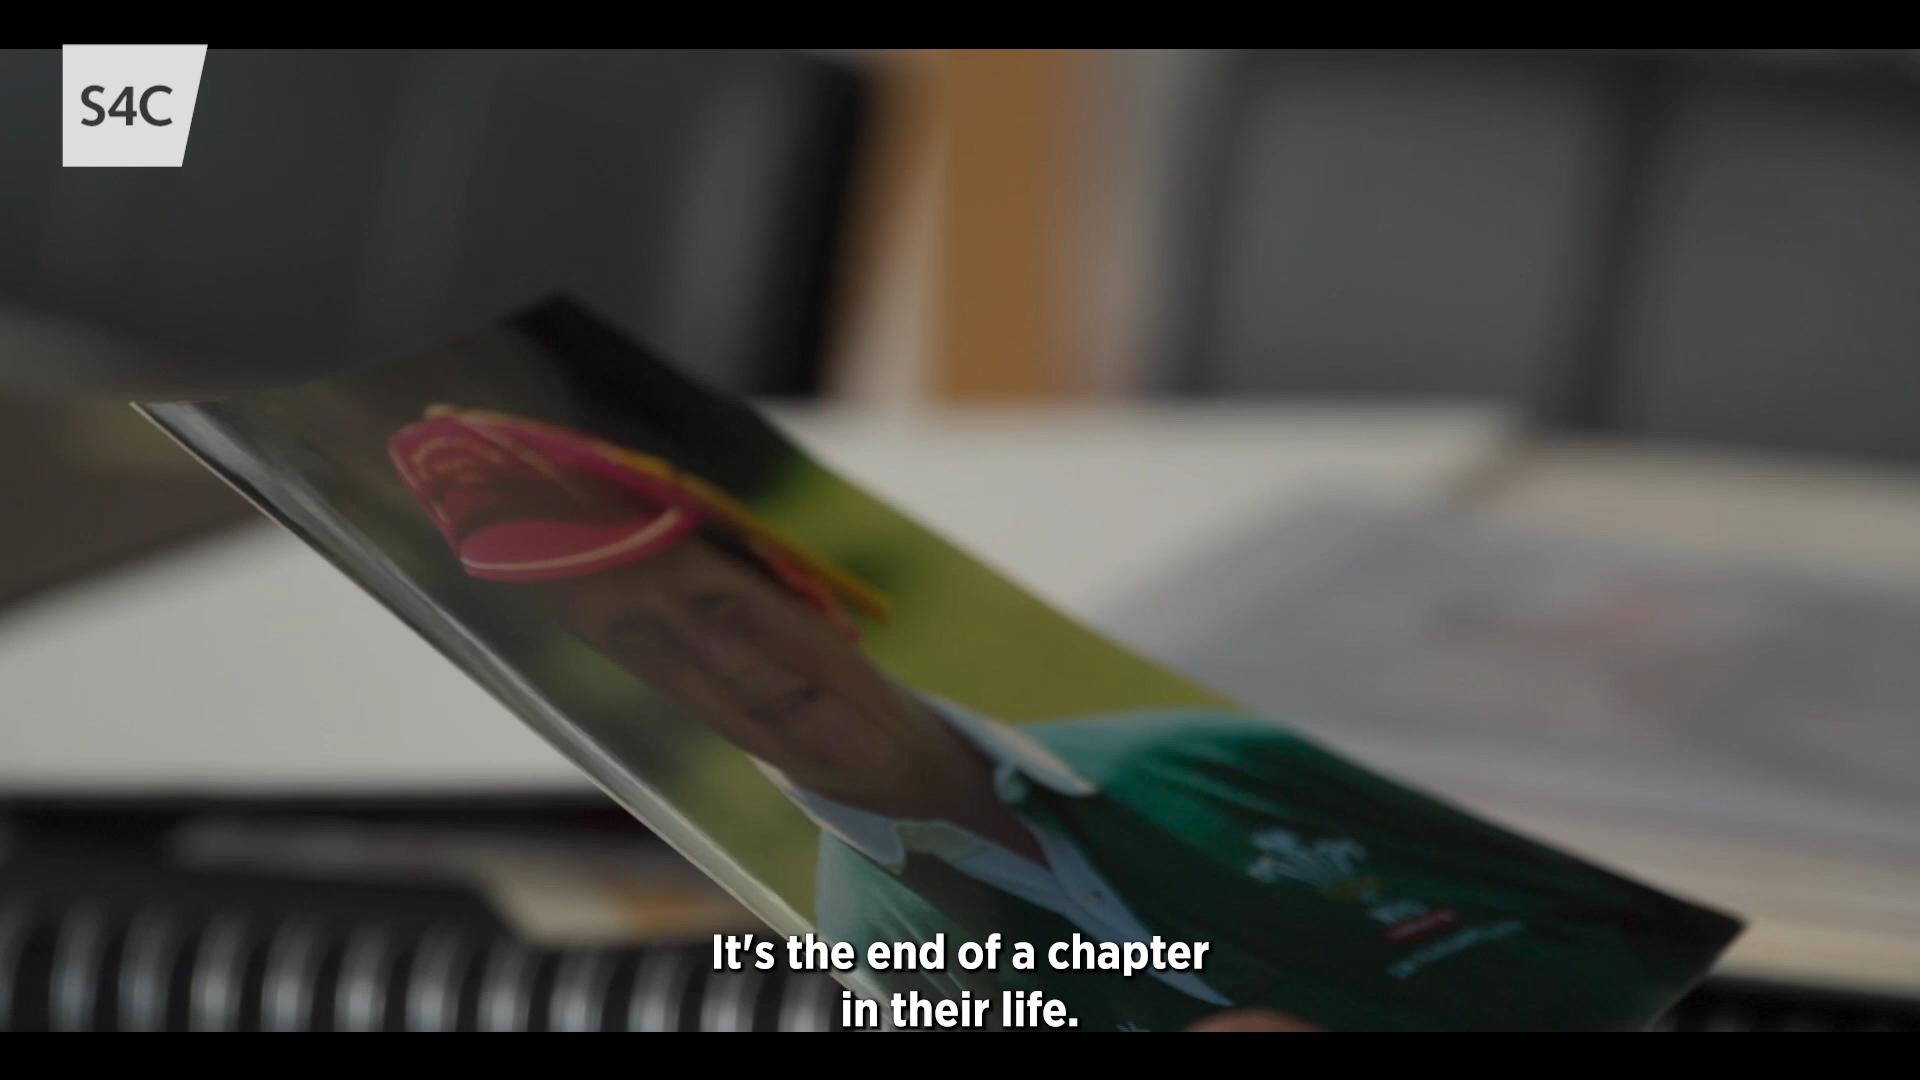 S4C
It's the end of a chapter
in their life.